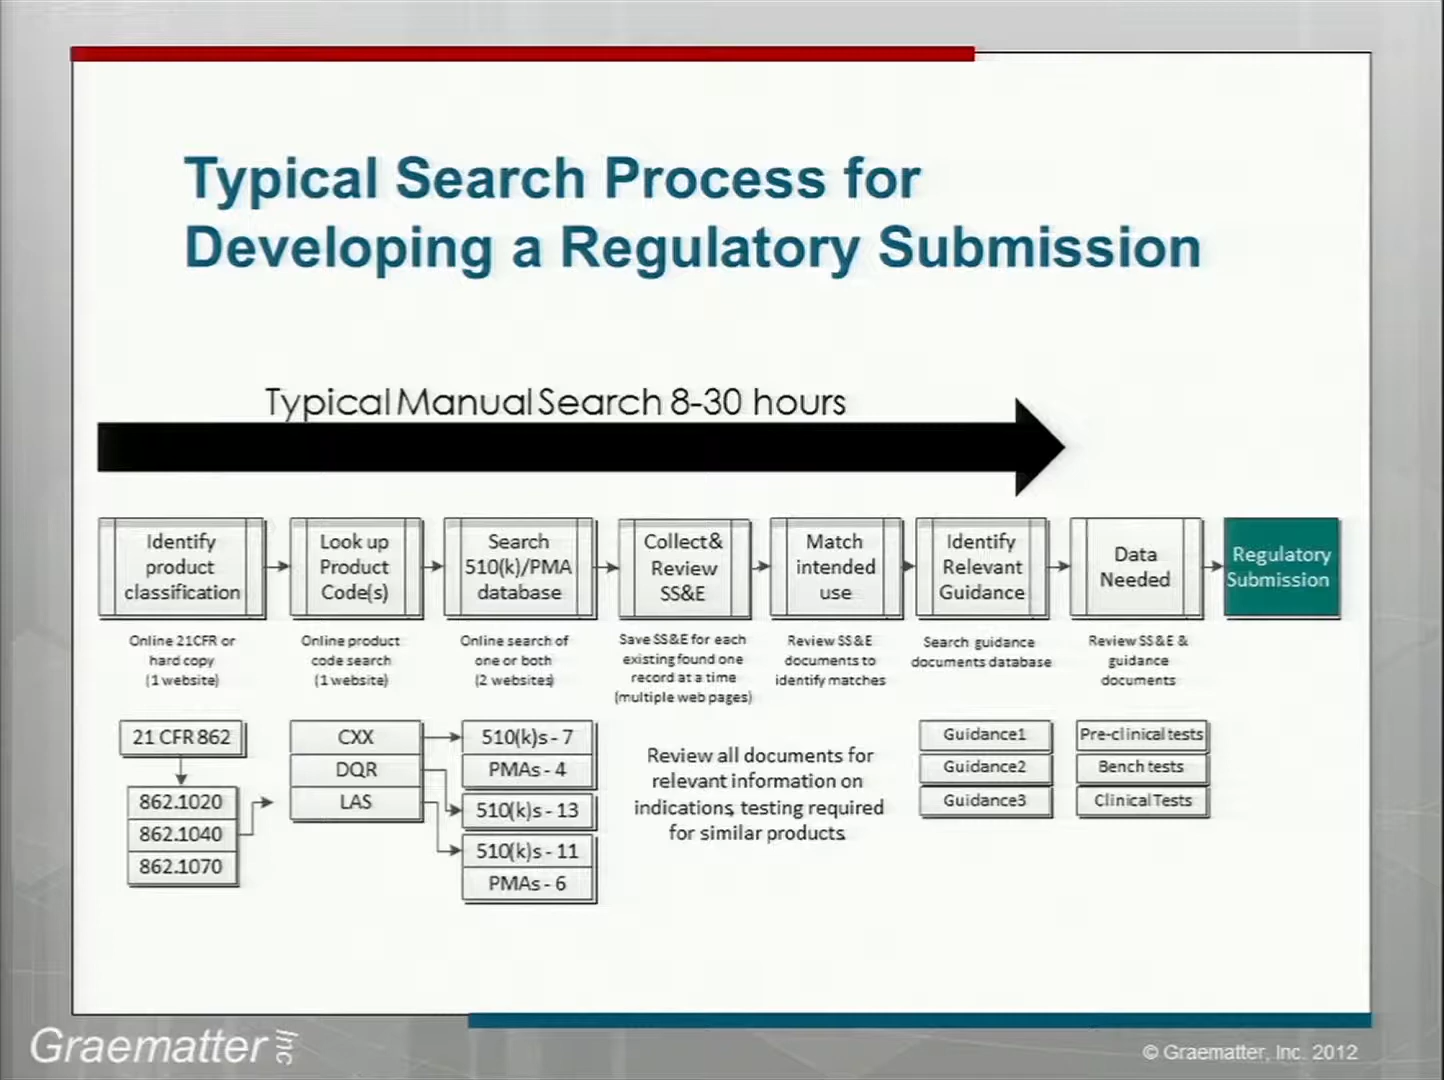 Typical Search Process for
Developing a Regulatory Submission
Typical Manual Search 8-30 hours
Identify
product
classification
Look up
Product
Code(s)
Search
510(k)/PMA
database
Collect&
Review
SS&E
Match
intended
use
Identify
Relevant
Guidance
Data
Needed
Regulatory
Submission
Online 21CFR or
hard copy
(1 website)
Online product
code search
(1 website)
Online search of
one or both
(2 websites)
Save SS&E for each
existing found one
record at a time
(multiple web pages)
Review SS&E
documents to
identify matches
Search guidance
documents database
Review SS&E &
guidance
documents
21 CFR 862
862.1020
862.1040
862.1070
CXX
DQR
LAS
510(k)s - 7
PMAs - 4
510(k)s - 13
510(k)s - 11
PMAs - 6
Review all documents for
relevant information on
indications, testing required
for similar products.
Guidance1
Guidance2
Guidance3
Pre-clinical tests
Bench tests
Clinical Tests
Graematter Inc
© Graematter, Inc. 2012